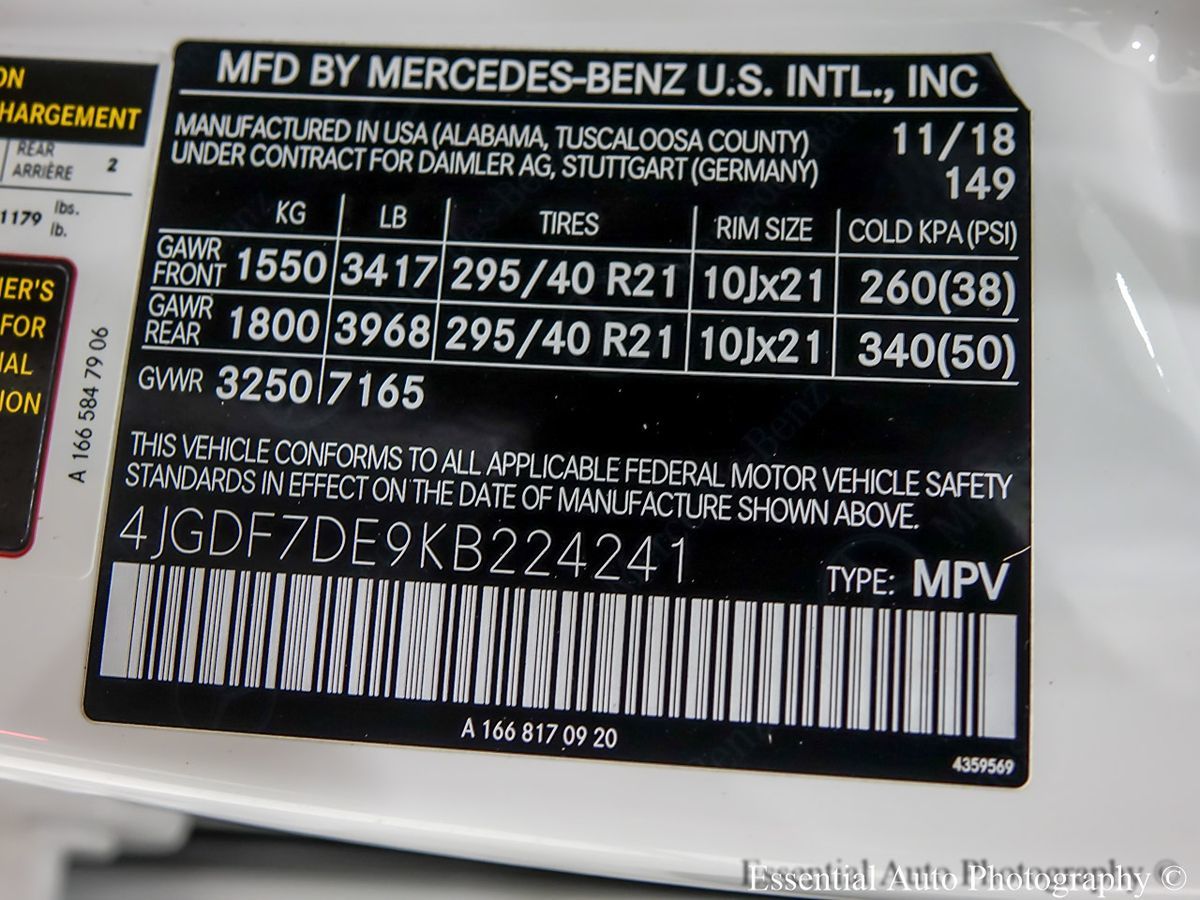 ON
HARGEMENT
REAR
ARRIÈRE 2
1179 lbs.
lb.
ER'S
FOR
AL
ION
A 166 584 79 06
MFD BY MERCEDES-BENZ U.S. INTL., INC
MANUFACTURED IN USA (ALABAMA, TUSCALOOSA COUNTY) 11/18
UNDER CONTRACT FOR DAIMLER AG, STUTTGART (GERMANY) 149
KG LB TIRES RIM SIZE COLD KPA (PSI)
GAWR FRONT 1550 3417 295/40 R21 10Jx21 260(38)
GAWR REAR 1800 3968 295/40 R21 10Jx21 340(50)
GVWR 3250 7165
THIS VEHICLE CONFORMS TO ALL APPLICABLE FEDERAL MOTOR VEHICLE SAFETY
STANDARDS IN EFFECT ON THE DATE OF MANUFACTURE SHOWN ABOVE.
4JGDF7DE9KB224241
TYPE: MPV
A 166 817 09 20
4359569
Essential Auto Photography ©